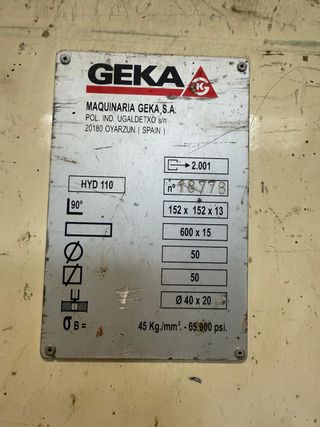 GEKA
K
MAQUINARIA GEKA S.A.
POL. IND. UGALDETXO s/n
20180 OYARZUN ( SPAIN )
2.001
HYD 110 nº 18778
90° 152 x 152 x 13
600 x 15
50
50
Ø 40 x 20
σ B = 45 Kg./mm². - 65.000 psi.